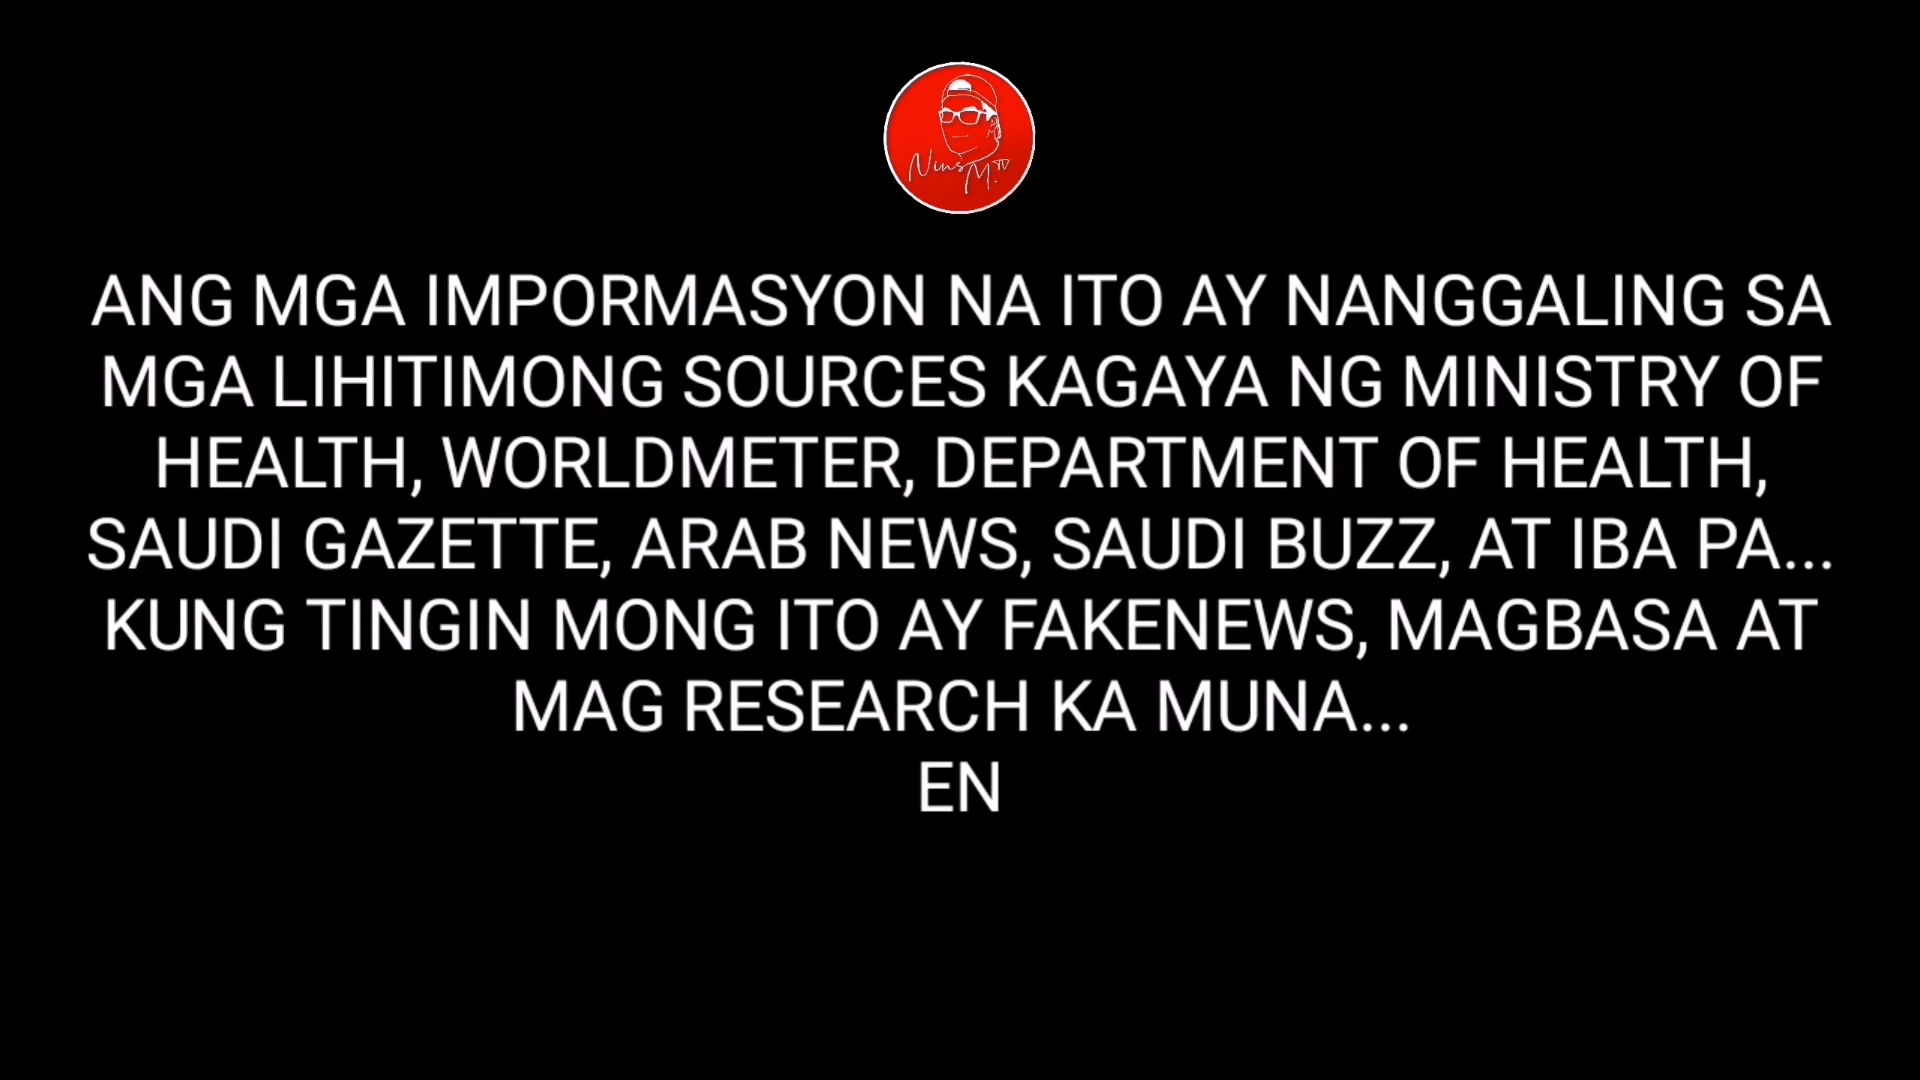 Nins
M. TV
ANG MGA IMPORMASYON NA ITO AY NANGGALING SA
MGA LIHITIMONG SOURCES KAGAYA NG MINISTRY OF
HEALTH, WORLDMETER, DEPARTMENT OF HEALTH,
SAUDI GAZETTE, ARAB NEWS, SAUDI BUZZ, AT IBA PA...
KUNG TINGIN MONG ITO AY FAKENEWS, MAGBASA AT
MAG RESEARCH KA MUNA...
EN